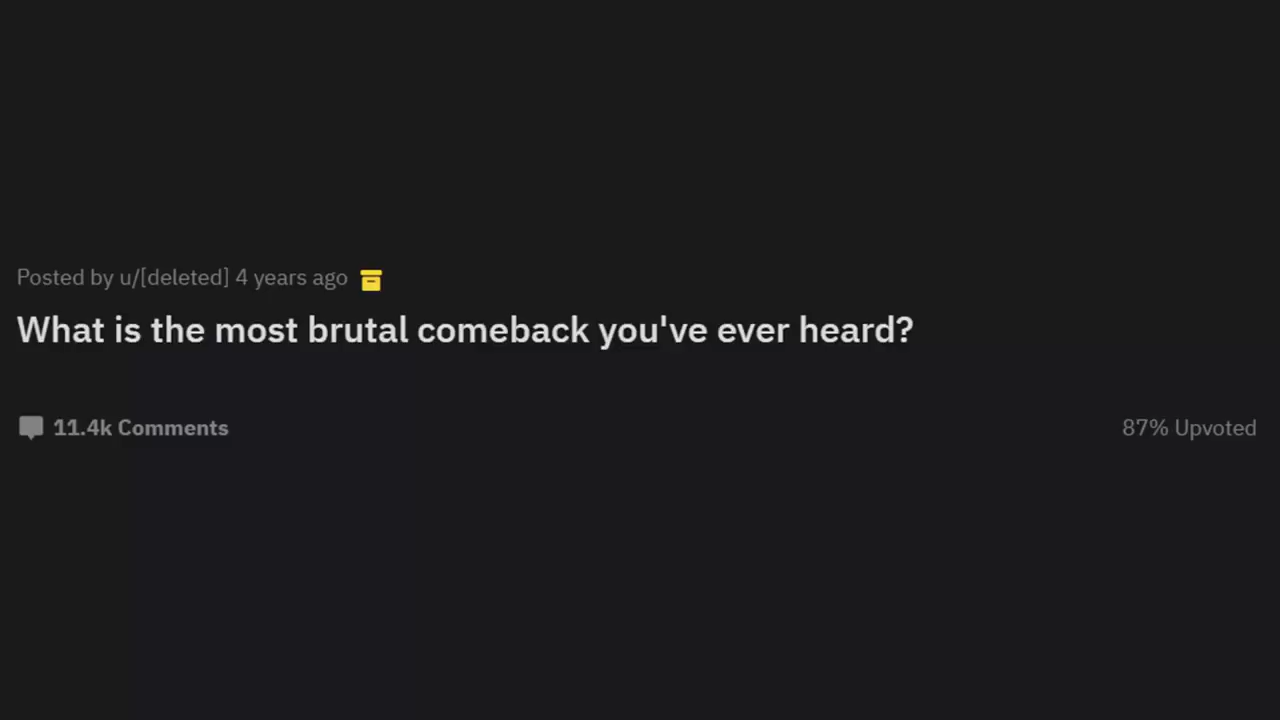 Posted by u/[deleted] 4 years ago
What is the most brutal comeback you've ever heard?
11.4k Comments
87% Upvoted